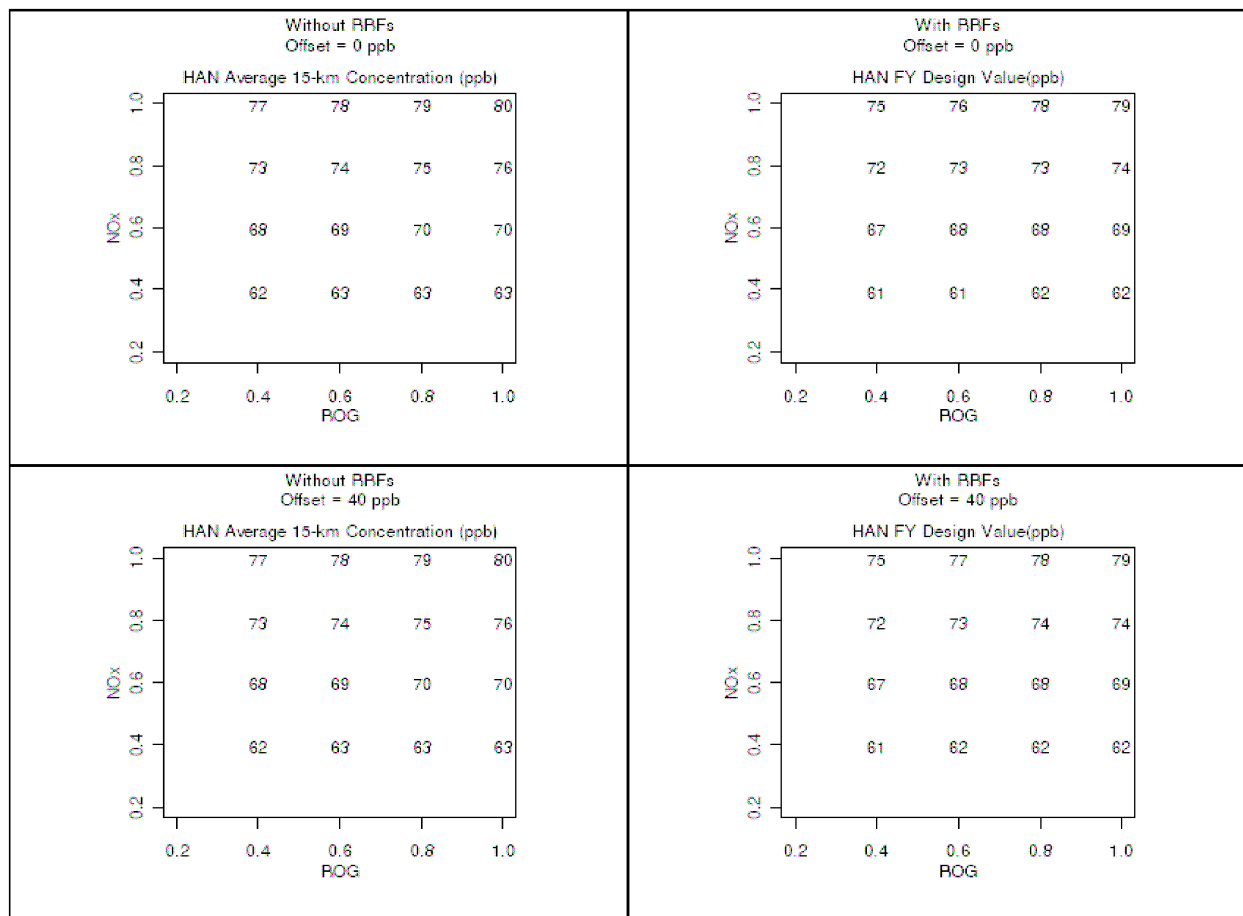 Without RRFs
Offset = 0 ppb
HAN Average 15-km Concentration (ppb)
1.0 77 78 79 80
0.8 73 74 75 76
NOx
0.6 68 69 70 70
0.4 62 63 63 63
0.2
0.2 0.4 0.6 0.8 1.0
ROG
With RRFs
Offset = 0 ppb
HAN FY Design Value(ppb)
1.0 75 76 78 79
0.8 72 73 73 74
NOx
0.6 67 68 68 69
0.4 61 61 62 62
0.2
0.2 0.4 0.6 0.8 1.0
ROG
Without RRFs
Offset = 40 ppb
HAN Average 15-km Concentration (ppb)
1.0 77 78 79 80
0.8 73 74 75 76
NOx
0.6 68 69 70 70
0.4 62 63 63 63
0.2
0.2 0.4 0.6 0.8 1.0
ROG
With RRFs
Offset = 40 ppb
HAN FY Design Value(ppb)
1.0 75 77 78 79
0.8 72 73 74 74
NOx
0.6 67 68 68 69
0.4 61 62 62 62
0.2
0.2 0.4 0.6 0.8 1.0
ROG